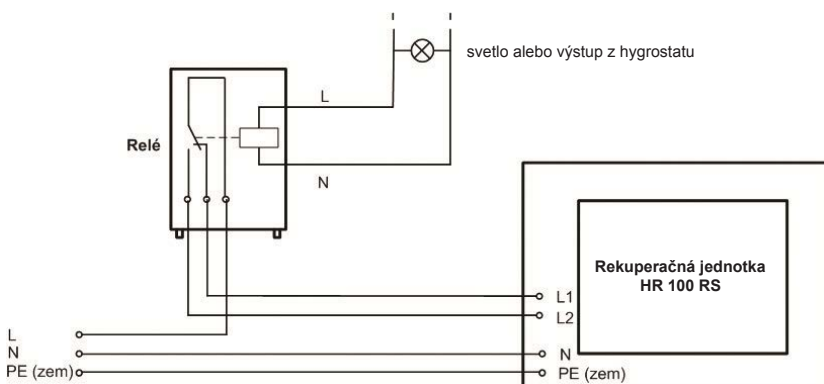 svetlo alebo výstup z hygrostatu
L
Relé
N
Rekuperačná jednotka
HR 100 RS
L1
L2
L
N
N
PE (zem)
PE (zem)